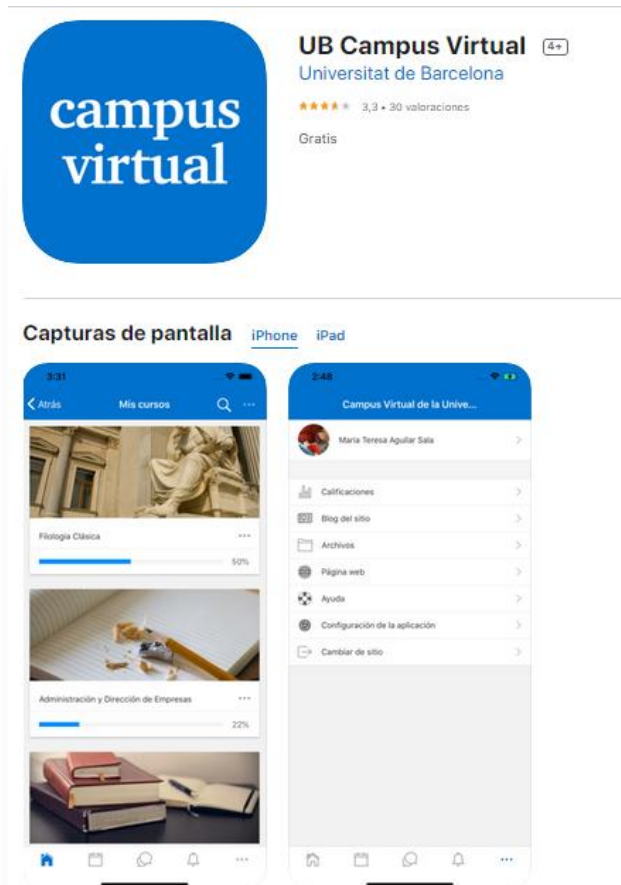 campus
virtual
UB Campus Virtual 4+
Universitat de Barcelona
3,3 • 30 valoraciones
Gratis
Capturas de pantalla iPhone iPad
3:31
Atrás Mis cursos
Filologia Clásica
50%
Administración y Dirección de Empresas
22%
2:48
Campus Virtual de la Unive...
Maria Teresa Aguilar Sala
Calificaciones
Blog del sitio
Archivos
Página web
Ayuda
Configuración de la aplicación
Cambiar de sitio